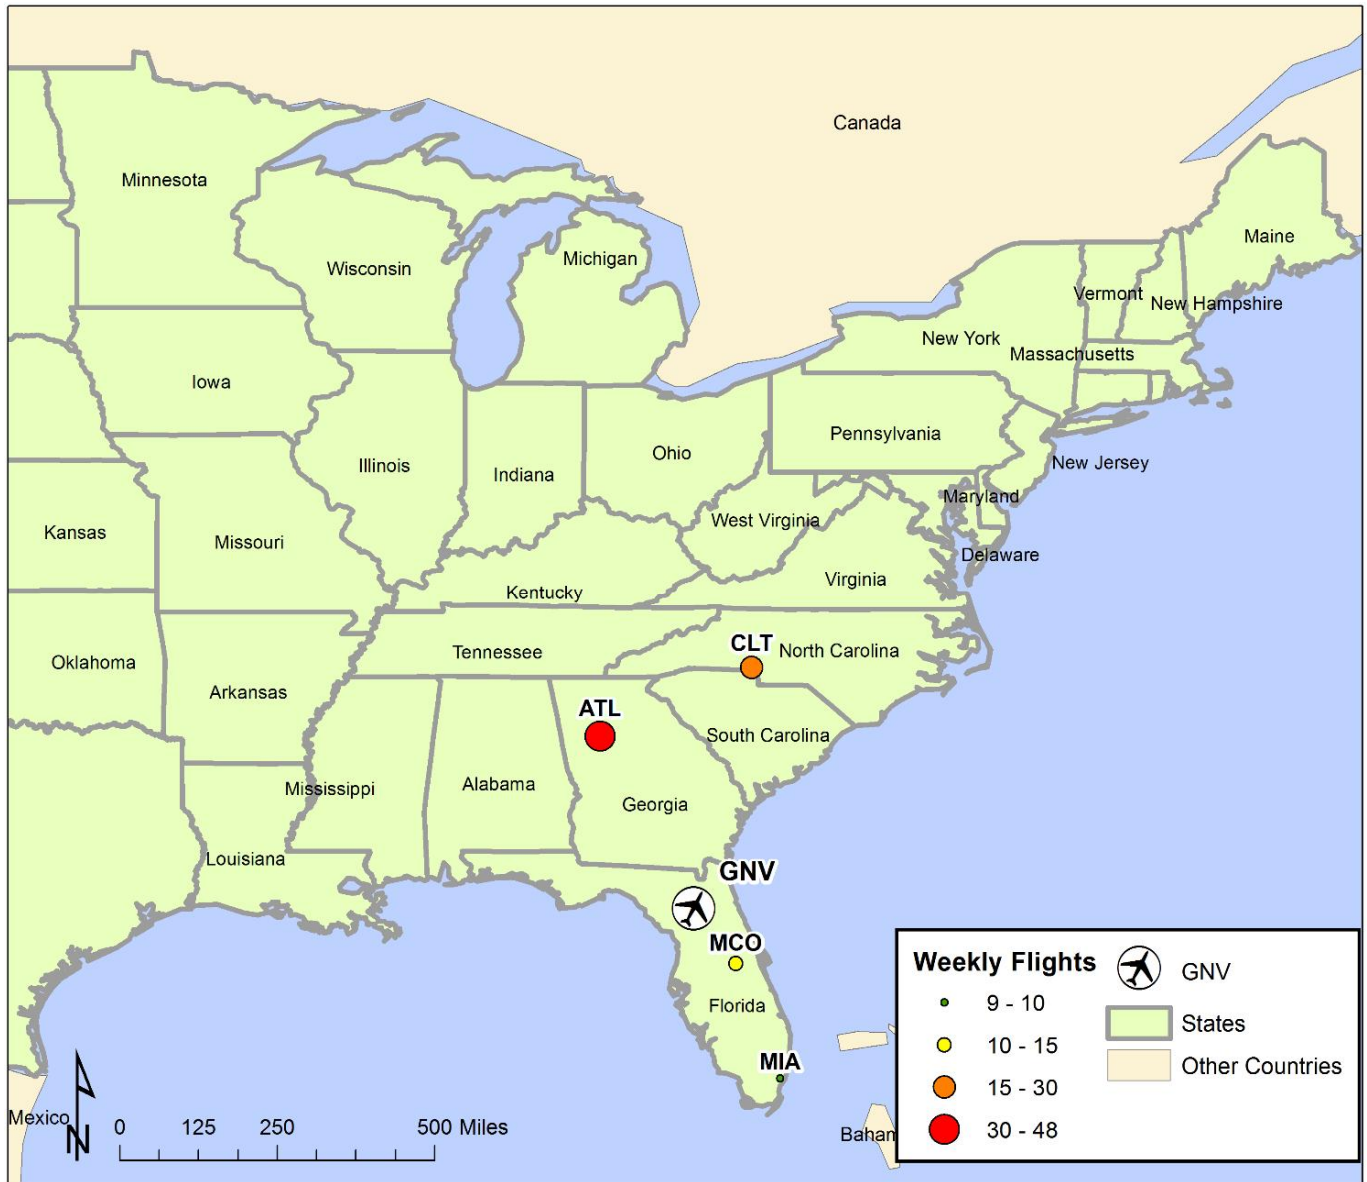 Canada
Minnesota
Maine
Wisconsin
Michigan
Vermont
New Hampshire
New York
Massachusetts
Iowa
Pennsylvania
Ohio
Illinois
Indiana
New Jersey
Maryland
West Virginia
Kansas
Missouri
Delaware
Virginia
Kentucky
CLT
North Carolina
Tennessee
Oklahoma
Arkansas
ATL
South Carolina
Mississippi
Alabama
Georgia
Louisiana
GNV
MCO
Florida
MIA
Mexico
N
0 125 250 500 Miles
Baham
Weekly Flights
9 - 10
10 - 15
15 - 30
30 - 48
GNV
States
Other Countries